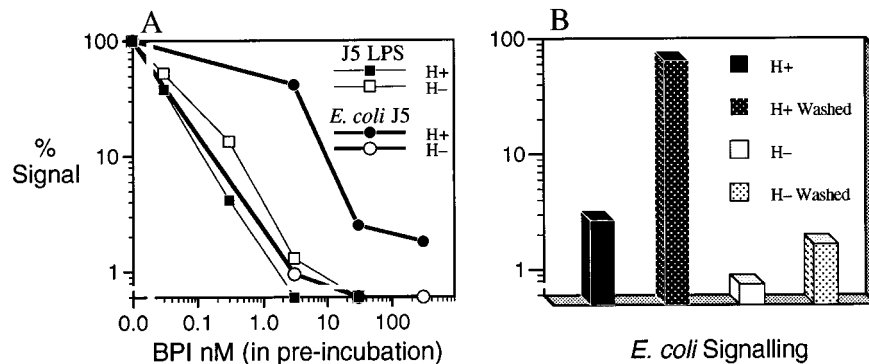 A
100
10
1
%
Signal
J5 LPS
H+
H–
E. coli J5
H+
H–
0.0
0.1
1.0
10
100
BPI nM (in pre-incubation)
B
100
10
1
H+
H+ Washed
H–
H– Washed
E. coli Signalling